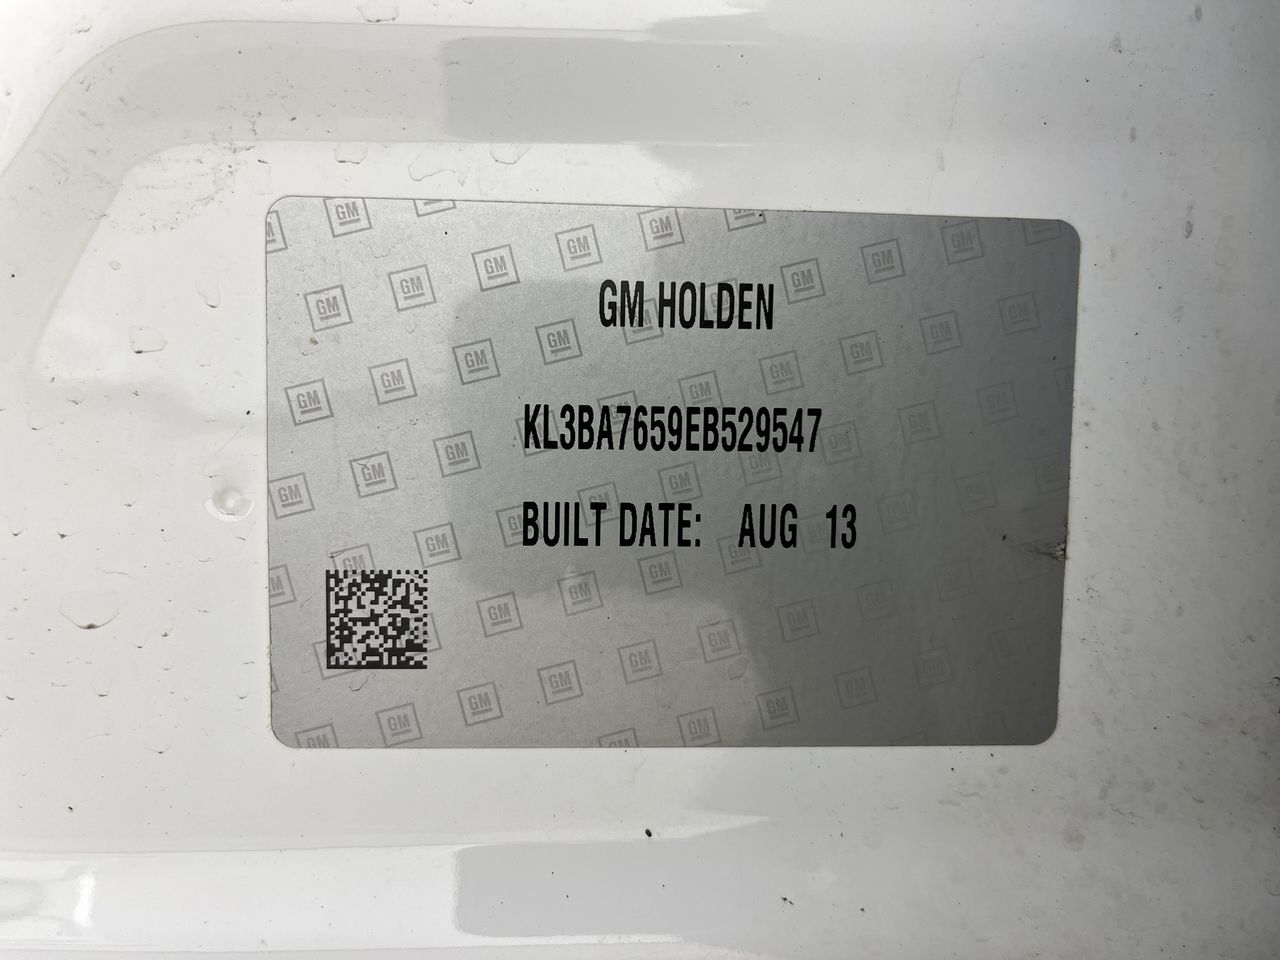 GM HOLDEN
KL3BA7659EB529547
BUILT DATE: AUG 13